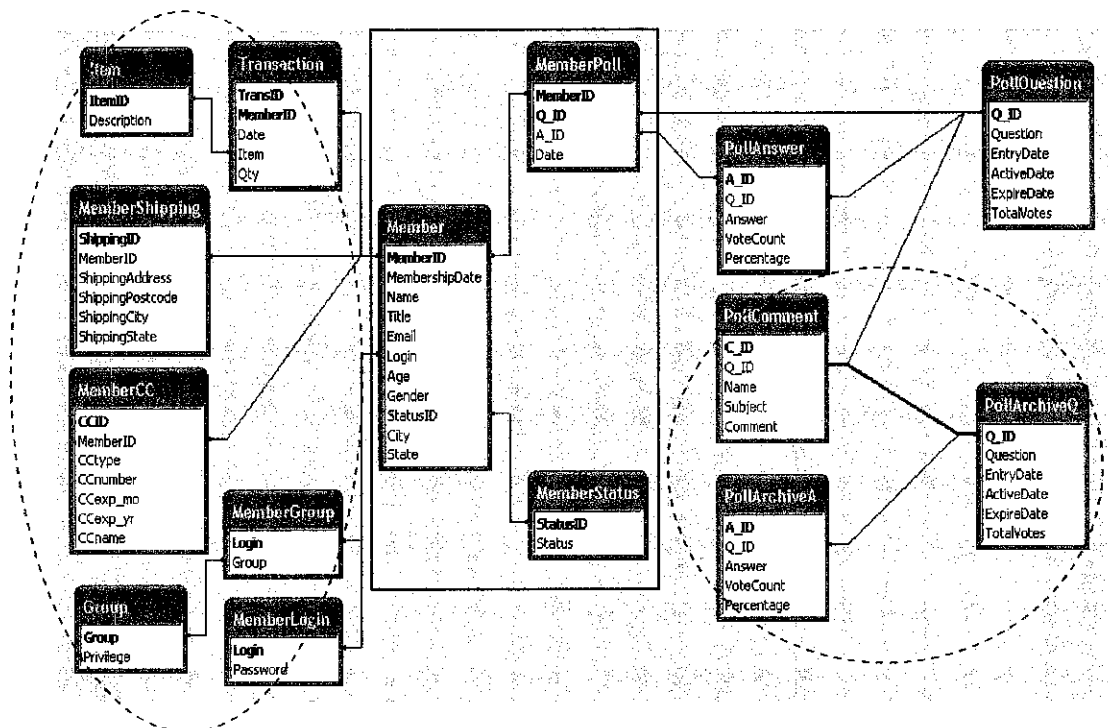 Item
ItemID
Description
Transaction
TransID
MemberID
Date
Item
Qty
MemberShipping
ShippingID
MemberID
ShippingAddress
ShippingPostcode
ShippingCity
ShippingState
MemberCC
CCID
MemberID
CCtype
CCnumber
CCexp_mo
CCexp_yr
CCname
MemberGroup
Login
Group
Group
Group
Privilege
MemberLogin
Login
Password
MemberPoll
MemberID
Q_ID
A_ID
Date
Member
MemberID
MembershipDate
Name
Title
Email
Login
Age
Gender
StatusID
City
State
MemberStatus
StatusID
Status
PollAnswer
A_ID
Q_ID
Answer
VoteCount
Percentage
PollQuestion
Q_ID
Question
EntryDate
ActiveDate
ExpireDate
TotalVotes
PollComment
C_ID
Q_ID
Name
Subject
Comment
PollArchiveA
A_ID
Q_ID
Answer
VoteCount
Percentage
PollArchiveQ
Q_ID
Question
EntryDate
ActiveDate
ExpireDate
TotalVotes